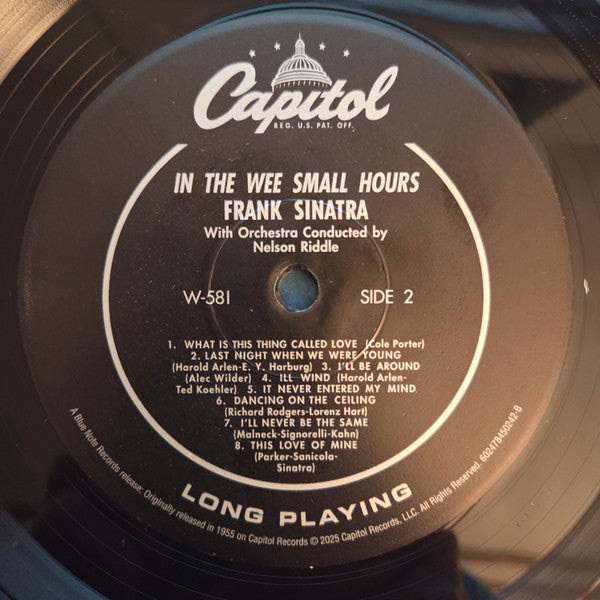 Capitol
REG. U.S. PAT. OFF.
IN THE WEE SMALL HOURS
FRANK SINATRA
With Orchestra Conducted by
Nelson Riddle
W-581
SIDE 2
1. WHAT IS THIS THING CALLED LOVE (Cole Porter)
2. LAST NIGHT WHEN WE WERE YOUNG
(Harold Arlen-E. Y. Harburg) 3. I'LL BE AROUND
(Alec Wilder) 4. ILL WIND (Harold Arlen-
Ted Koehler) 5. IT NEVER ENTERED MY MIND
6. DANCING ON THE CEILING
(Richard Rodgers-Lorenz Hart)
7. I'LL NEVER BE THE SAME
(Malneck-Signorelli-Kahn)
8. THIS LOVE OF MINE
(Parker-Sanicola-
Sinatra)
LONG PLAYING
A Blue Note Records release. Originally released in 1955 on Capitol Records © 2025 Capitol Records, LLC. All Rights Reserved. 602478450242-B